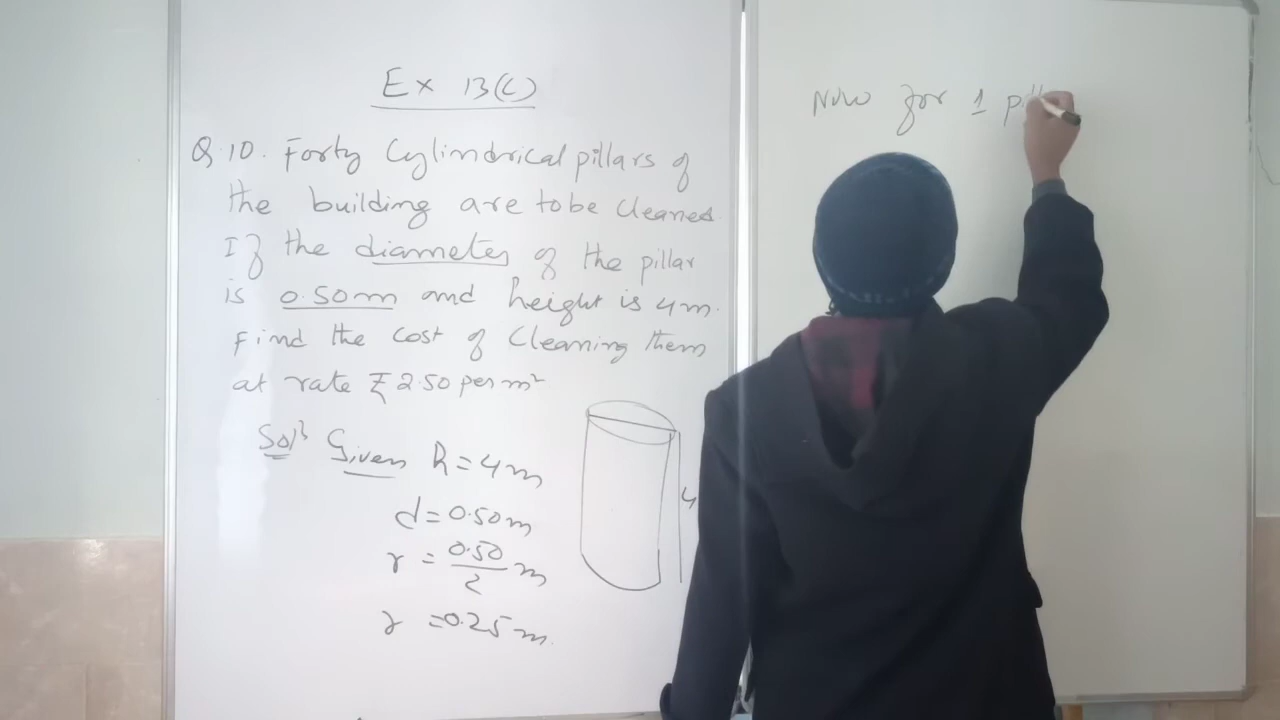 Ex 13(C)
Q.10. Forty Cylindrical pillars of
the building are to be cleaned.
If the diameter of the pillar
is 0.50m and height is 4m.
Find the cost of cleaning them
at rate ₹ 2.50 per m²
Solⁿ Given h = 4m
d = 0.50m
r = 0.50/2 m
r = 0.25 m.
4
Now for 1 pill